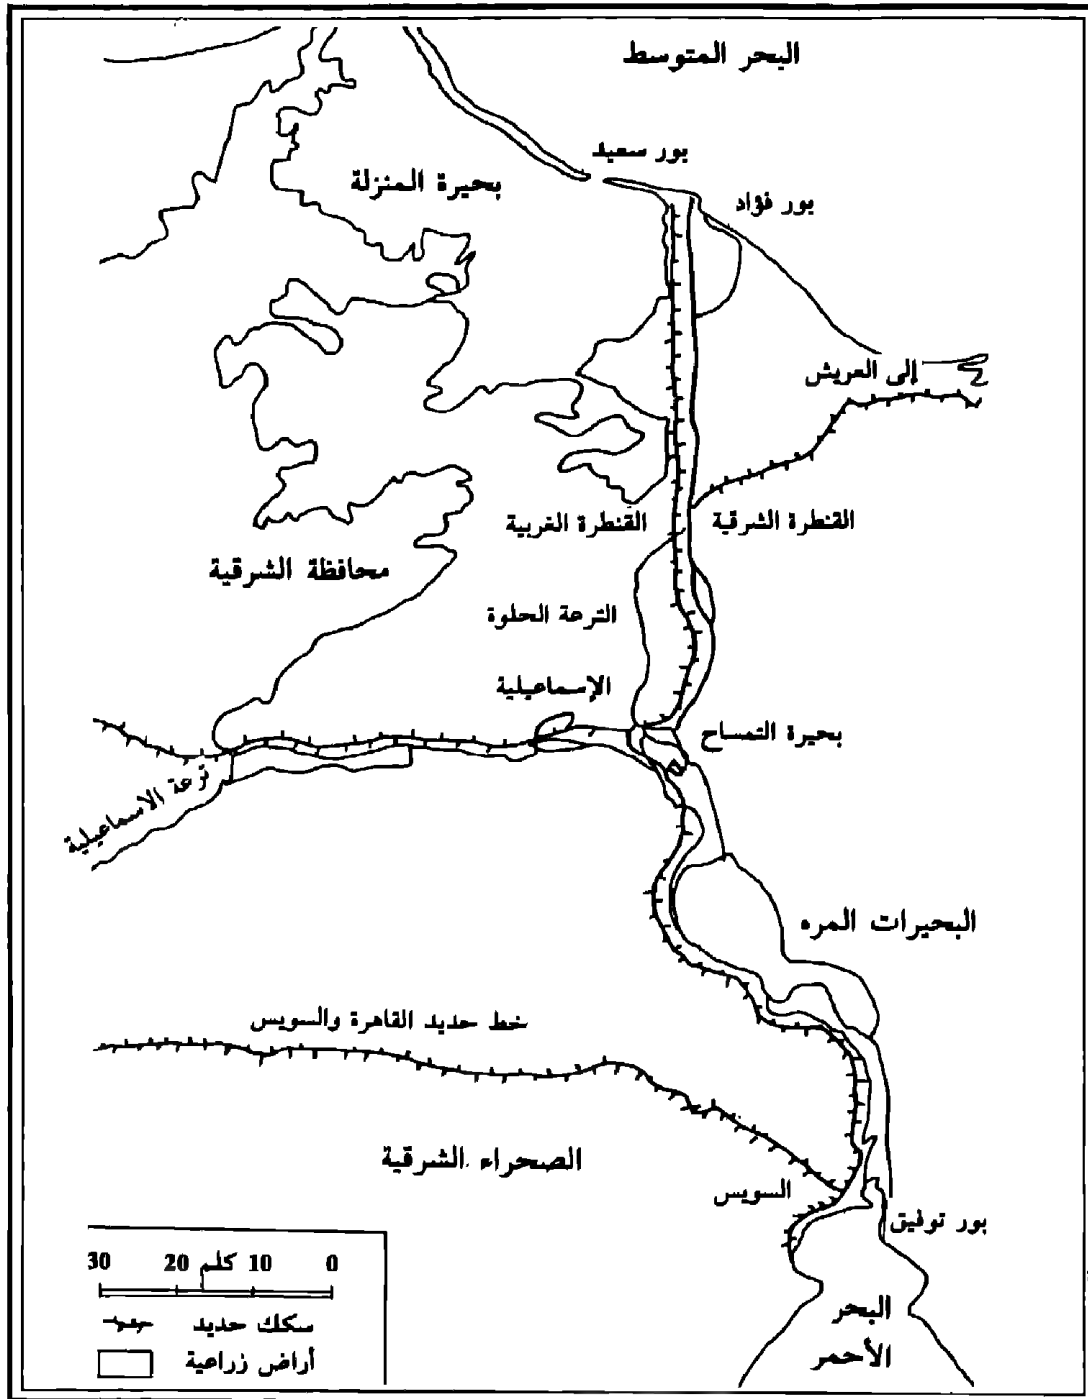 البحر المتوسط
بور سعيد
بحيرة المنزلة
بور فؤاد
إلى العريش
القنطرة الشرقية
القنطرة الغربية
محافظة الشرقية
الترعة الحلوة
الإسماعيلية
بحيرة التمساح
ترعة الاسماعيلية
البحيرات المره
خط حديد القاهرة والسويس
الصحراء الشرقية
السويس
بور توفيق
البحر
الأحمر
0 10 كلم 20 30
سكك حديد
أراض زراعية